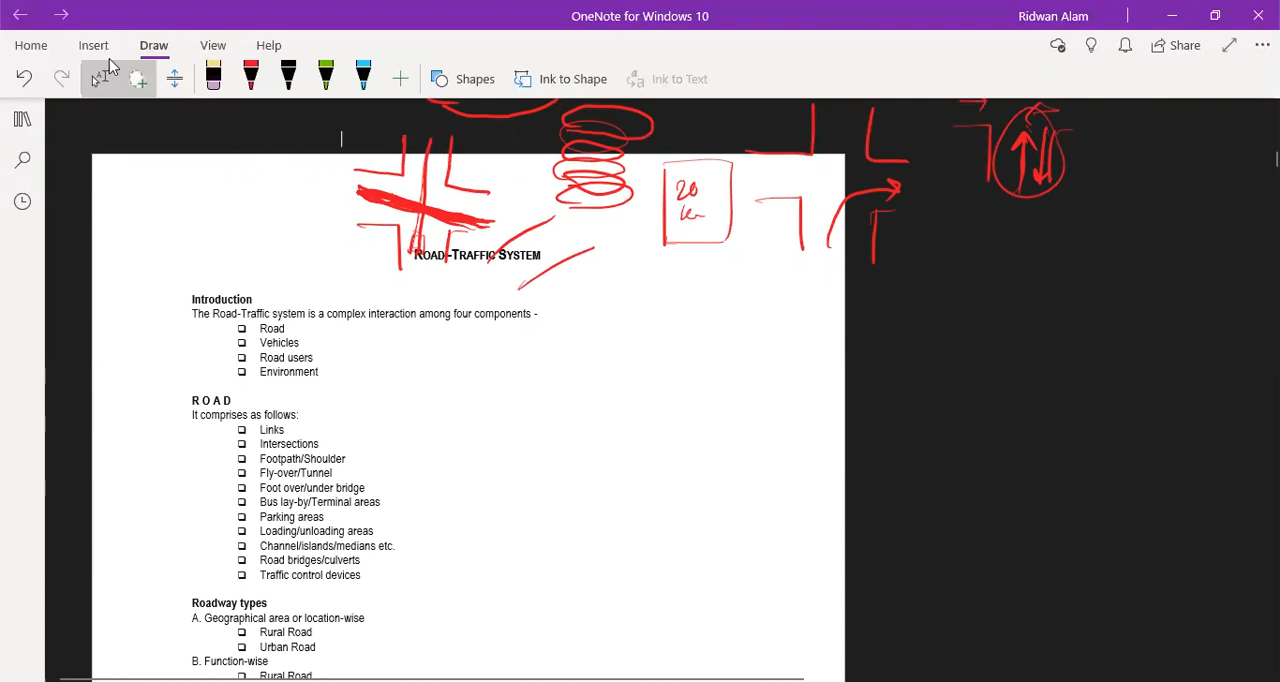 OneNote for Windows 10
Ridwan Alam
Home Insert Draw View Help
Share
Shapes Ink to Shape Ink to Text
20
ROAD-TRAFFIC SYSTEM
Introduction
The Road-Traffic system is a complex interaction among four components -
Road
Vehicles
Road users
Environment
R O A D
It comprises as follows:
Links
Intersections
Footpath/Shoulder
Fly-over/Tunnel
Foot over/under bridge
Bus lay-by/Terminal areas
Parking areas
Loading/unloading areas
Channel/islands/medians etc.
Road bridges/culverts
Traffic control devices
Roadway types
A. Geographical area or location-wise
Rural Road
Urban Road
B. Function-wise
Rural Road